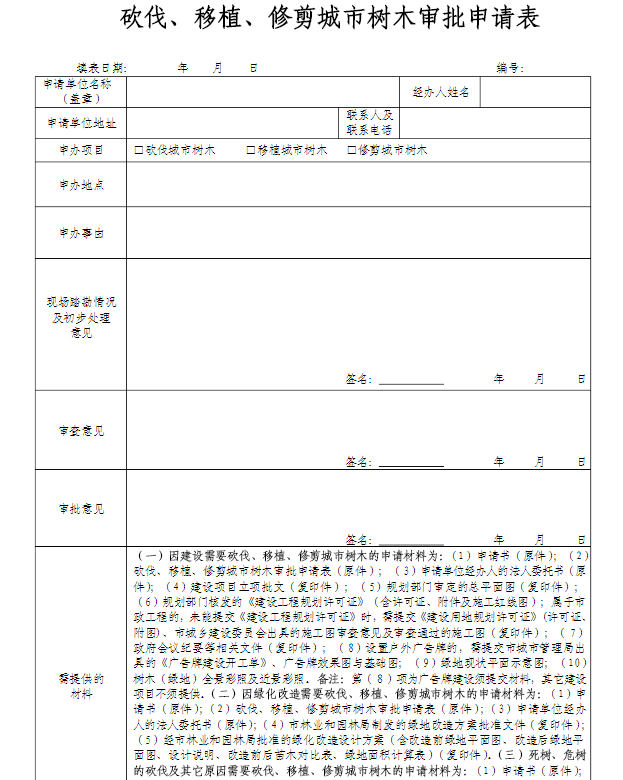 砍伐、移植、修剪城市树木审批申请表
填表日期: 年 月 日 编号:
申请单位名称
（盖章）
经办人姓名
申请单位地址
联系人及
联系电话
申办项目 □砍伐城市树木 □移植城市树木 □修剪城市树木
申办地点
申办事由
现场踏勘情况
及初步处理
意见
签名: 年 月 日
审查意见
签名: 年 月 日
审批意见
签名: 年 月 日
需提供的
材料
（一）因建设需要砍伐、移植、修剪城市树木的申请材料为:（1）申请书（原件）;（2）
砍伐、移植、修剪城市树木审批申请表（原件）;（3）申请单位经办人的法人委托书（原
件）;（4）建设项目立项批文（复印件）;（5）规划部门审定的总平面图（复印件）;
（6）规划部门核发的《建设工程规划许可证》（含许可证、附件及施工红线图）; 属于市
政工程的，未能提交《建设工程规划许可证》时，需提交《建设用地规划许可证》(许可证、
附图）、市城乡建设委员会出具的施工图审查意见及审查通过的施工图（复印件）;（7）
政府会议纪要等相关文件（复印件）;（8）设置户外广告牌的，需提交市城市管理局出
具的《广告牌建设开工单》、广告牌效果图与基础图;（9）绿地现状平面示意图;（10）
树木（绿地）全景彩照及近景彩照。备注: 第（8）项为广告牌建设须提交材料，其它建设
项目不须提供。（二）因绿化改造需要砍伐、移植、修剪城市树木的申请材料为:（1）申
请书（原件）;（2）砍伐、移植、修剪城市树木审批申请表（原件）;（3）申请单位经办
人的法人委托书（原件）;（4）市林业和园林局制发的绿地改造方案批准文件（复印件）;
（5）经市林业和园林局批准的绿化改造设计方案（含改造前绿地平面图、改造后绿地平
面图、设计说明、改造前后苗木对比表、绿地面积计算表）（复印件）。（三）死树、危树
的砍伐及其它原因需要砍伐、移植、修剪城市树木的申请材料为:（1）申请书（原件）;